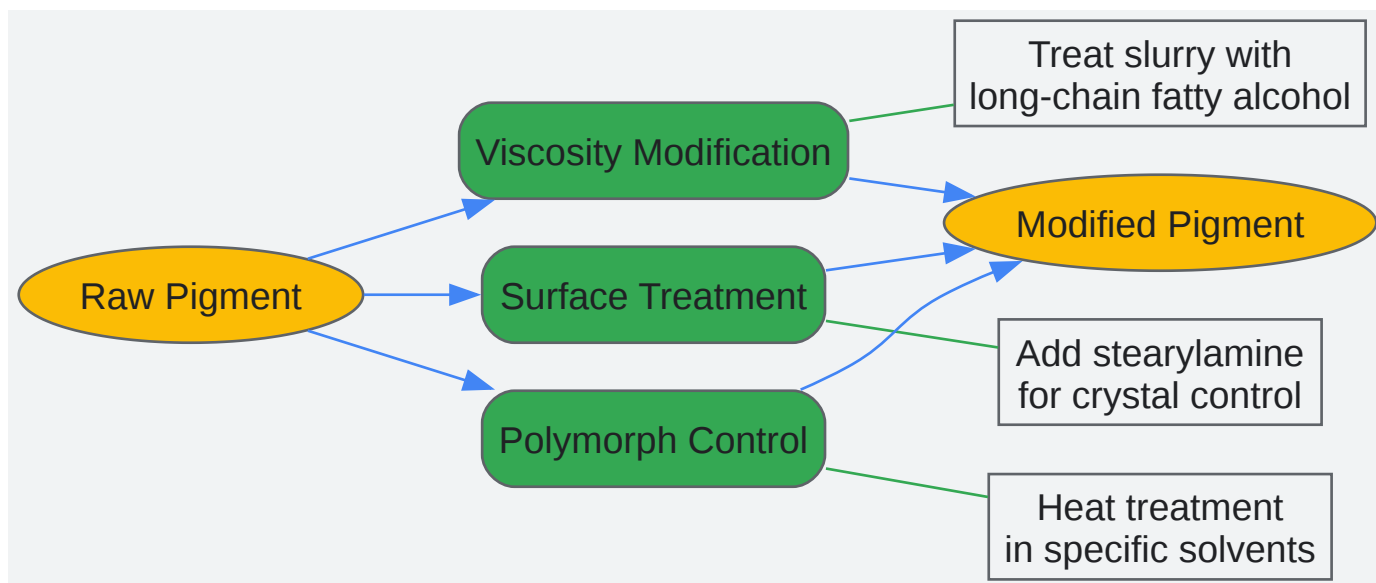 Treat slurry with
long-chain fatty alcohol
Viscosity Modification
Modified Pigment
Raw Pigment
Surface Treatment
Add stearylamine
for crystal control
Polymorph Control
Heat treatment
in specific solvents